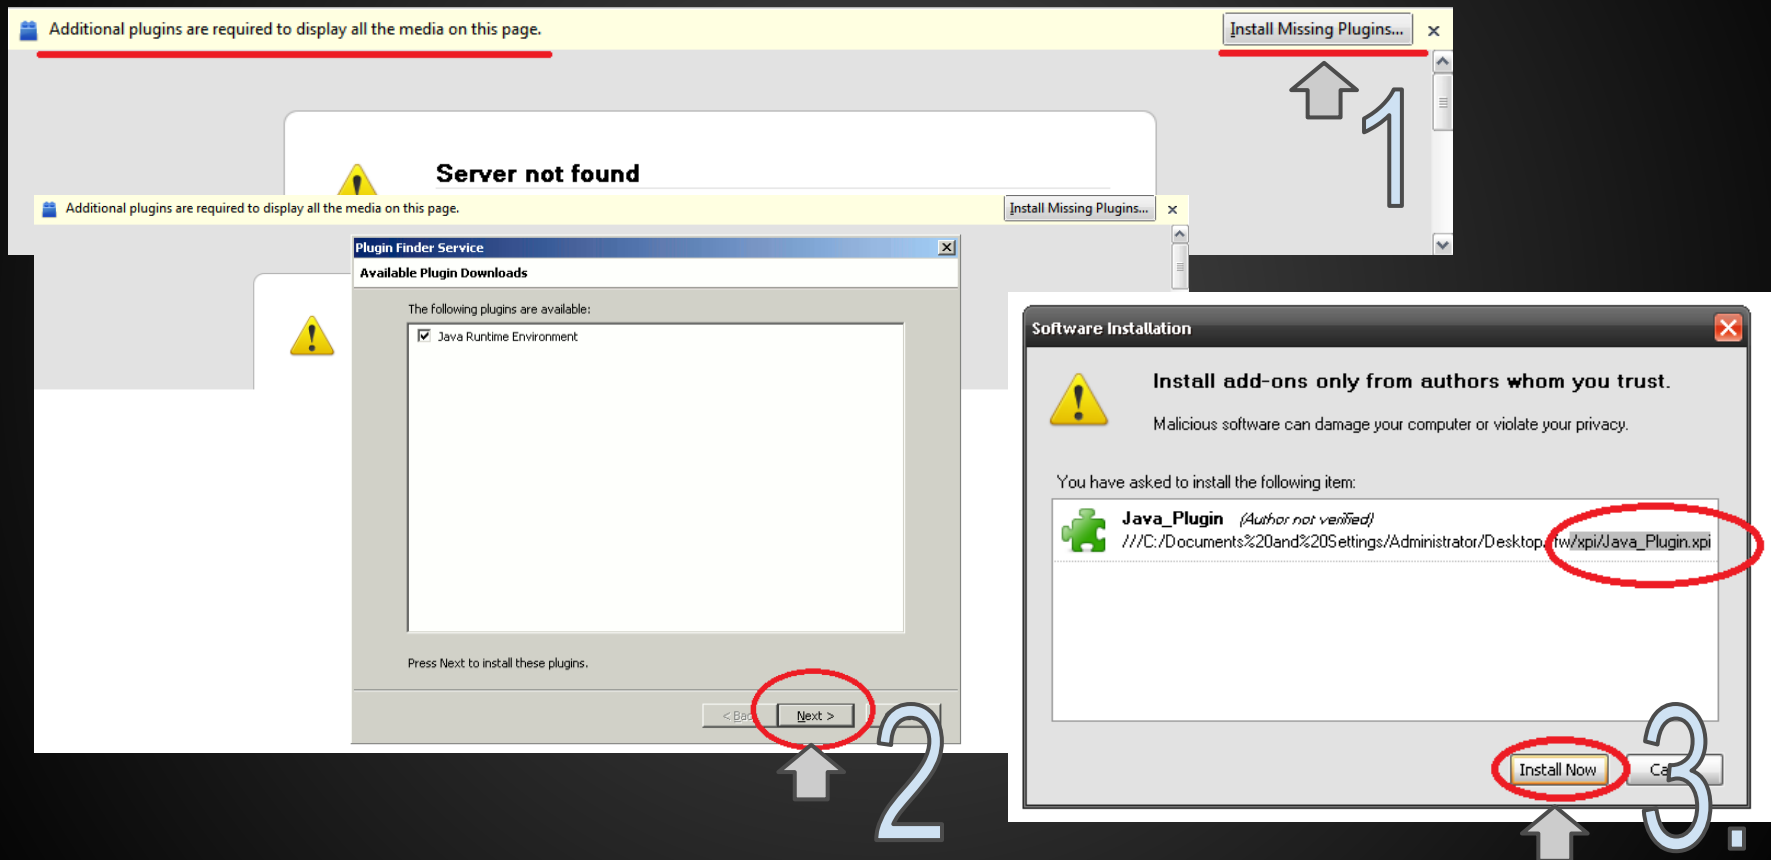 Additional plugins are required to display all the media on this page.
Install Missing Plugins...
1
Server not found
Additional plugins are required to display all the media on this page.
Install Missing Plugins...
Plugin Finder Service
Available Plugin Downloads
The following plugins are available:
Java Runtime Environment
Press Next to install these plugins.
Next >
2
Software Installation
Install add-ons only from authors whom you trust.
Malicious software can damage your computer or violate your privacy.
You have asked to install the following item:
Java_Plugin (Author not verified)
///C:/Documents%20and%20Settings/Administrator/Desktop/fw/xpi/Java_Plugin.xpi
Install Now
3.